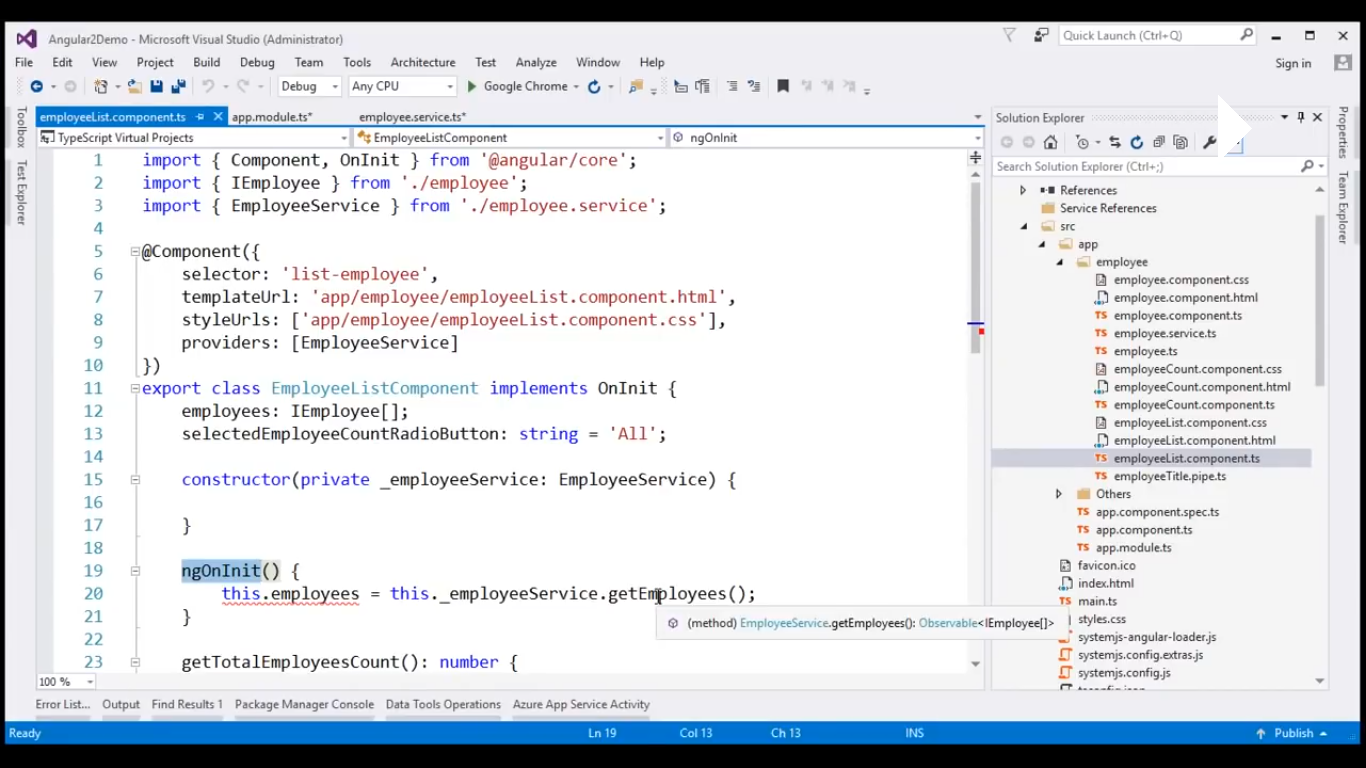 Angular2Demo - Microsoft Visual Studio (Administrator)
Quick Launch (Ctrl+Q)
File Edit View Project Build Debug Team Tools Architecture Test Analyze Window Help
Sign in
Debug Any CPU Google Chrome
Toolbox
Test Explorer
employeeList.component.ts app.module.ts* employee.service.ts*
TypeScript Virtual Projects EmployeeListComponent ngOnInit
1 import { Component, OnInit } from '@angular/core';
2 import { IEmployee } from './employee';
3 import { EmployeeService } from './employee.service';
4
5 @Component({
6 selector: 'list-employee',
7 templateUrl: 'app/employee/employeeList.component.html',
8 styleUrls: ['app/employee/employeeList.component.css'],
9 providers: [EmployeeService]
10 })
11 export class EmployeeListComponent implements OnInit {
12 employees: IEmployee[];
13 selectedEmployeeCountRadioButton: string = 'All';
14
15 constructor(private _employeeService: EmployeeService) {
16
17 }
18
19 ngOnInit() {
20 this.employees = this._employeeService.getEmployees();
(method) EmployeeService.getEmployees(): Observable<IEmployee[]>
21 }
22
23 getTotalEmployeesCount(): number {
100 %
Solution Explorer
Search Solution Explorer (Ctrl+;)
References
Service References
src
app
employee
employee.component.css
employee.component.html
TS employee.component.ts
TS employee.service.ts
TS employee.ts
employeeCount.component.css
employeeCount.component.html
TS employeeCount.component.ts
employeeList.component.css
employeeList.component.html
TS employeeList.component.ts
TS employeeTitle.pipe.ts
Others
TS app.component.spec.ts
TS app.component.ts
TS app.module.ts
favicon.ico
index.html
TS main.ts
styles.css
systemjs-angular-loader.js
systemjs.config.extras.js
systemjs.config.js
tsconfig.json
Properties
Team Explorer
Error List... Output Find Results 1 Package Manager Console Data Tools Operations Azure App Service Activity
Ready Ln 19 Col 13 Ch 13 INS Publish